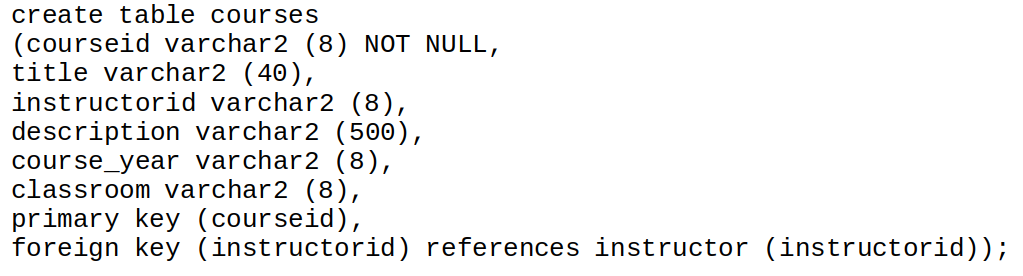 create table courses
(courseid varchar2 (8) NOT NULL,
title varchar2 (40),
instructorid varchar2 (8),
description varchar2 (500),
course_year varchar2 (8),
classroom varchar2 (8),
primary key (courseid),
foreign key (instructorid) references instructor (instructorid));